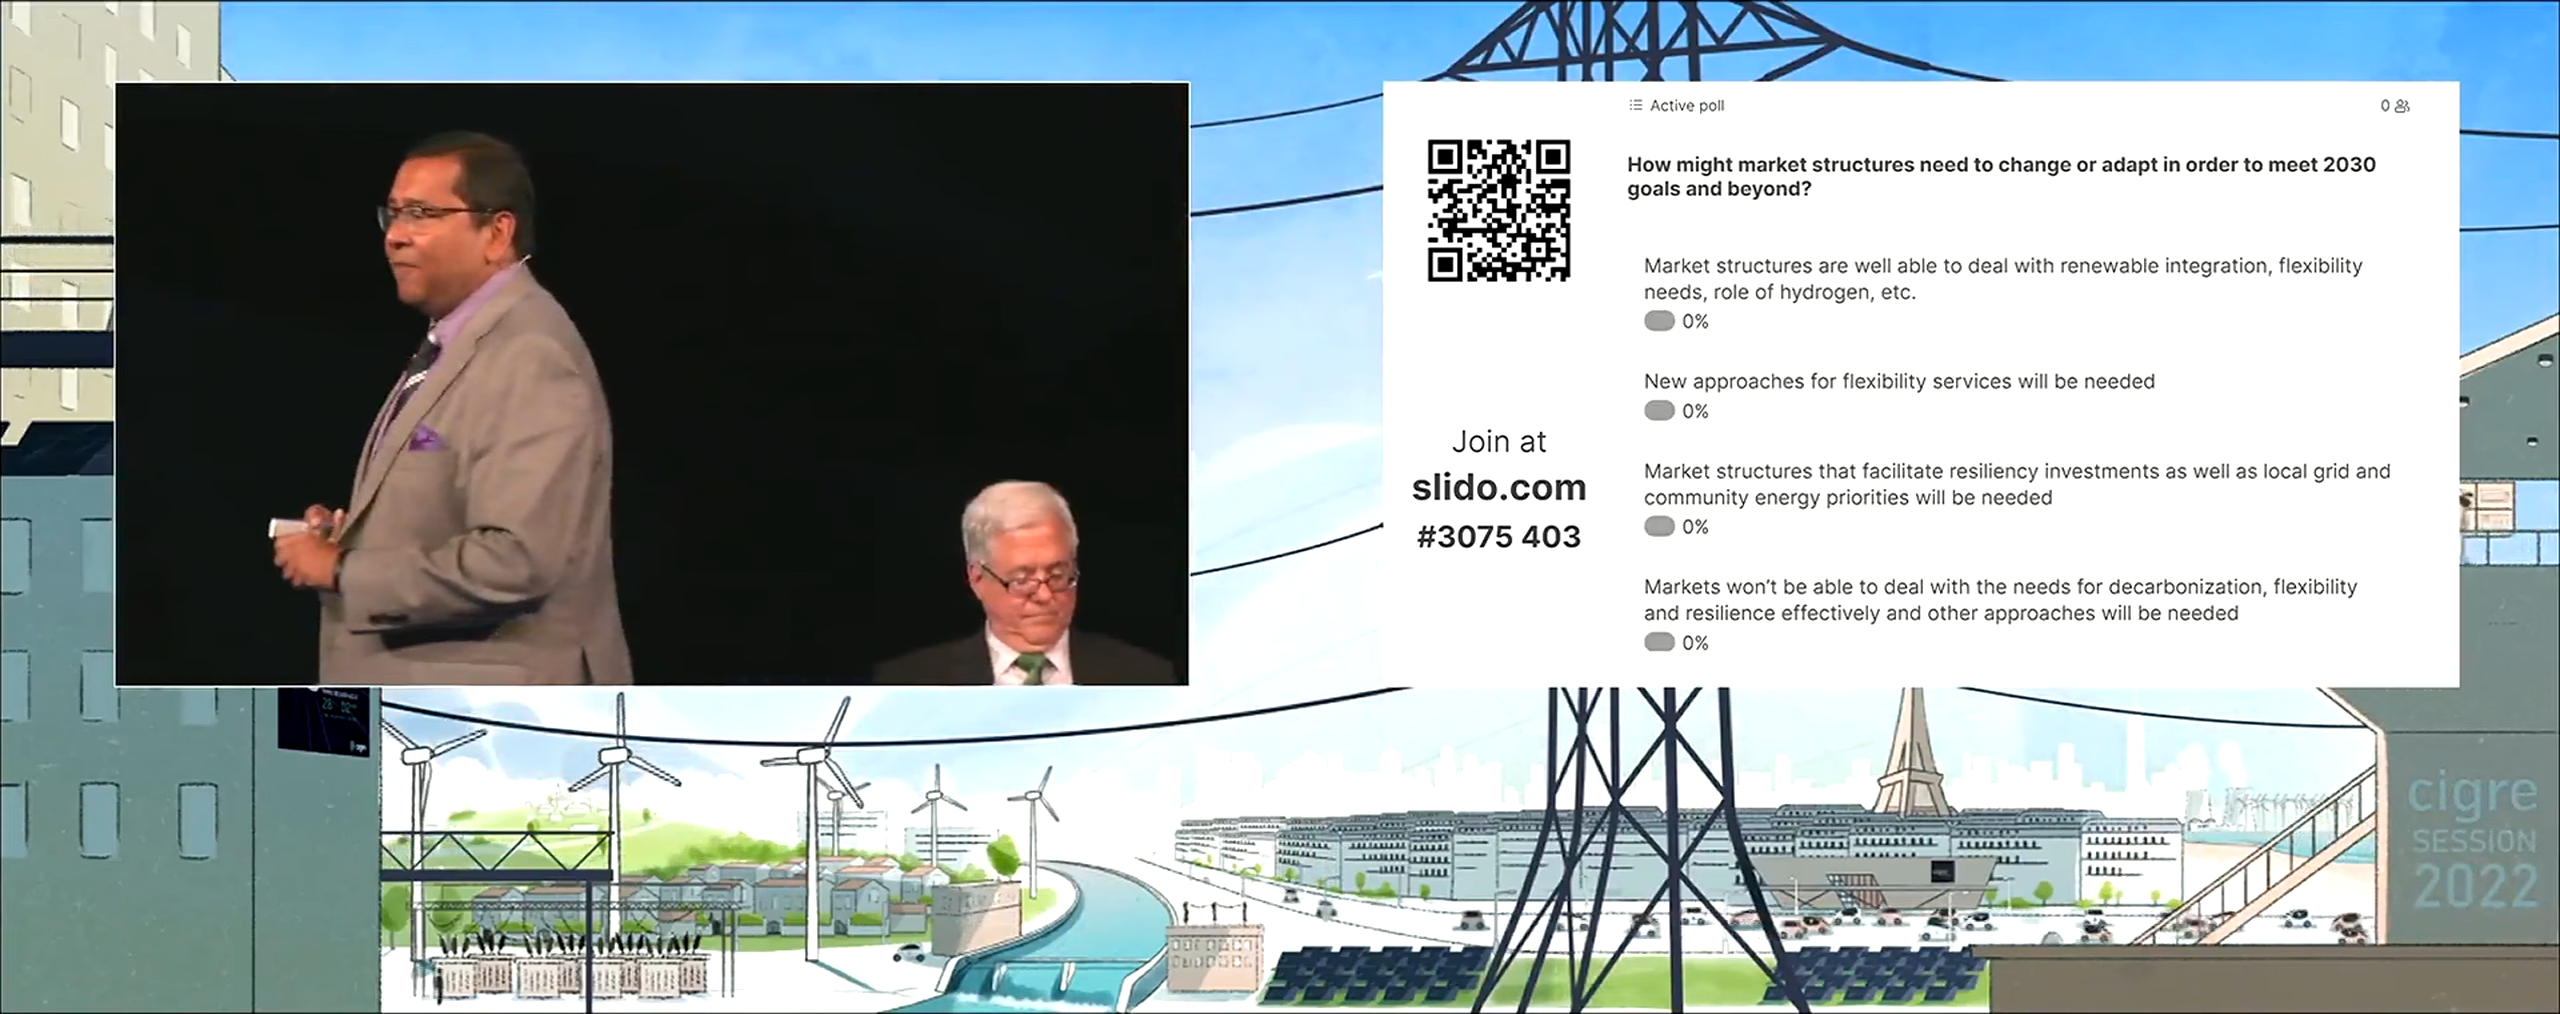 Active poll
0
How might market structures need to change or adapt in order to meet 2030
goals and beyond?
Market structures are well able to deal with renewable integration, flexibility
needs, role of hydrogen, etc.
0%
New approaches for flexibility services will be needed
0%
Market structures that facilitate resiliency investments as well as local grid and
community energy priorities will be needed
0%
Markets won’t be able to deal with the needs for decarbonization, flexibility
and resilience effectively and other approaches will be needed
0%
Join at
slido.com
#3075 403
cigre
SESSION
2022